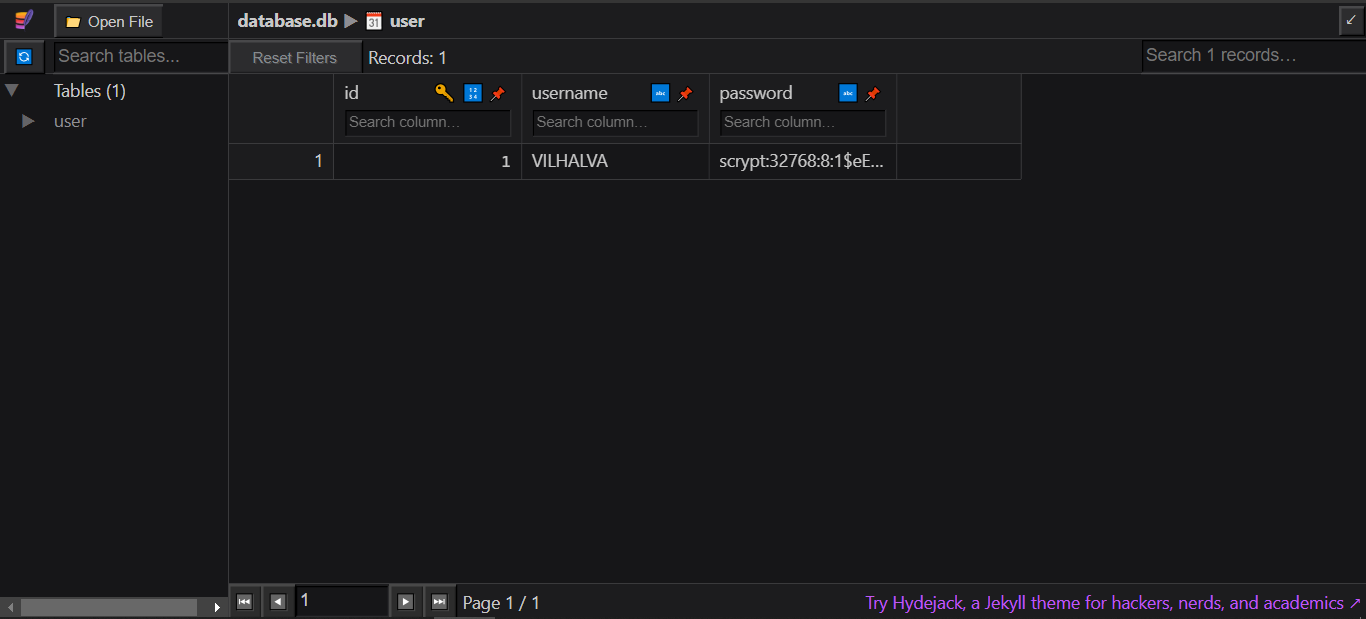 Open File
database.db ▶ user
Search tables...
Reset Filters
Records: 1
Search 1 records...
Tables (1)
user
id
username
password
Search column...
Search column...
Search column...
1
1
VILHALVA
scrypt:32768:8:1$eE...
1
Page 1 / 1
Try Hydejack, a Jekyll theme for hackers, nerds, and academics ↗